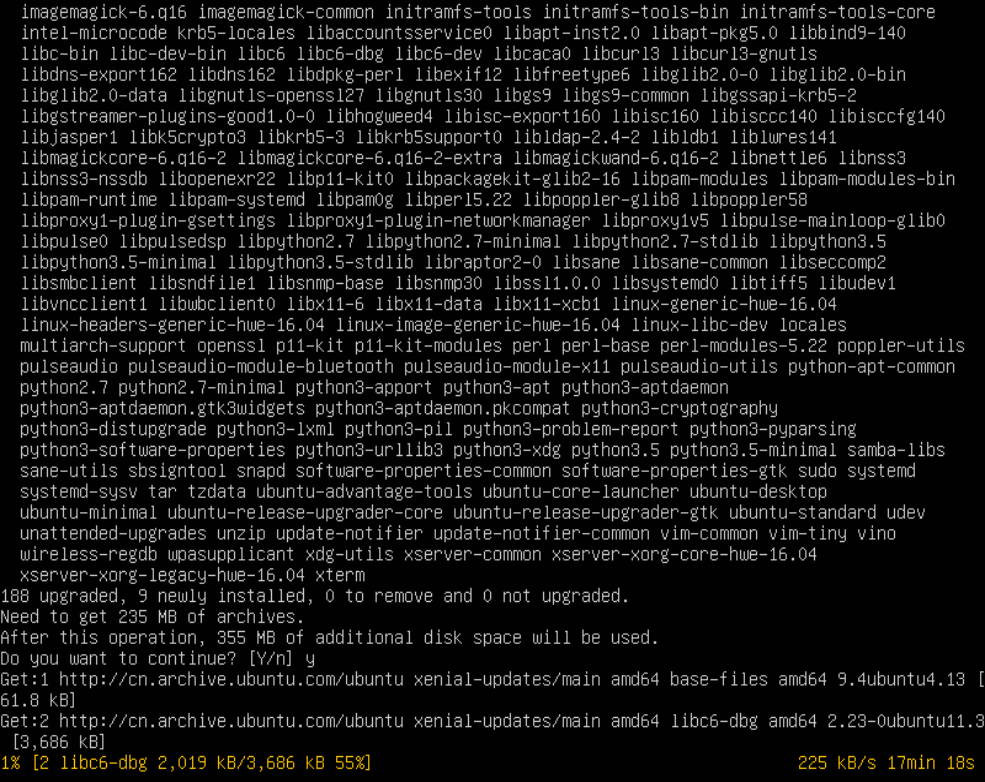 imagemagick-6.q16 imagemagick-common initramfs-tools initramfs-tools-bin initramfs-tools-core
intel-microcode krb5-locales libaccountsservice0 libapt-inst2.0 libapt-pkg5.0 libbind9-140
libc-bin libc-dev-bin libc6 libc6-dbg libc6-dev libcaca0 libcurl3 libcurl3-gnutls
libdns-export162 libdns162 libdpkg-perl libexif12 libfreetype6 libglib2.0-0 libglib2.0-bin
libglib2.0-data libgnutls-openssl27 libgnutls30 libgs9 libgs9-common libgssapi-krb5-2
libgstreamer-plugins-good1.0-0 libhogweed4 libisc-export160 libisc160 libisccc140 libisccfg140
libjasper1 libk5crypto3 libkrb5-3 libkrb5support0 libldap-2.4-2 libldb1 liblwres141
libmagickcore-6.q16-2 libmagickcore-6.q16-2-extra libmagickwand-6.q16-2 libnettle6 libnss3
libnss3-nssdb libopenexr22 libp11-kit0 libpackagekit-glib2-16 libpam-modules libpam-modules-bin
libpam-runtime libpam-systemd libpam0g libperl5.22 libpoppler-glib8 libpoppler58
libproxy1-plugin-gsettings libproxy1-plugin-networkmanager libproxy1v5 libpulse-mainloop-glib0
libpulse0 libpulsedsp libpython2.7 libpython2.7-minimal libpython2.7-stdlib libpython3.5
libpython3.5-minimal libpython3.5-stdlib libraptor2-0 libsane libsane-common libseccomp2
libsmbclient libsndfile1 libsnmp-base libsnmp30 libssl1.0.0 libsystemd0 libtiff5 libudev1
libvncclient1 libwbclient0 libx11-6 libx11-data libx11-xcb1 linux-generic-hwe-16.04
linux-headers-generic-hwe-16.04 linux-image-generic-hwe-16.04 linux-libc-dev locales
multiarch-support openssl p11-kit p11-kit-modules perl perl-base perl-modules-5.22 poppler-utils
pulseaudio pulseaudio-module-bluetooth pulseaudio-module-x11 pulseaudio-utils python-apt-common
python2.7 python2.7-minimal python3-apport python3-apt python3-aptdaemon
python3-aptdaemon.gtk3widgets python3-aptdaemon.pkcompat python3-cryptography
python3-distupgrade python3-lxml python3-pil python3-problem-report python3-pyparsing
python3-software-properties python3-urllib3 python3-xdg python3.5 python3.5-minimal samba-libs
sane-utils sbsigntool snapd software-properties-common software-properties-gtk sudo systemd
systemd-sysv tar tzdata ubuntu-advantage-tools ubuntu-core-launcher ubuntu-desktop
ubuntu-minimal ubuntu-release-upgrader-core ubuntu-release-upgrader-gtk ubuntu-standard udev
unattended-upgrades unzip update-notifier update-notifier-common vim-common vim-tiny vino
wireless-regdb wpasupplicant xdg-utils xserver-common xserver-xorg-core-hwe-16.04
xserver-xorg-legacy-hwe-16.04 xterm
188 upgraded, 9 newly installed, 0 to remove and 0 not upgraded.
Need to get 235 MB of archives.
After this operation, 355 MB of additional disk space will be used.
Do you want to continue? [Y/n] y
Get:1 http://cn.archive.ubuntu.com/ubuntu xenial-updates/main amd64 base-files amd64 9.4ubuntu4.13 [
61.8 kB]
Get:2 http://cn.archive.ubuntu.com/ubuntu xenial-updates/main amd64 libc6-dbg amd64 2.23-0ubuntu11.3
[3,686 kB]
1% [2 libc6-dbg 2,019 kB/3,686 kB 55%] 225 kB/s 17min 18s